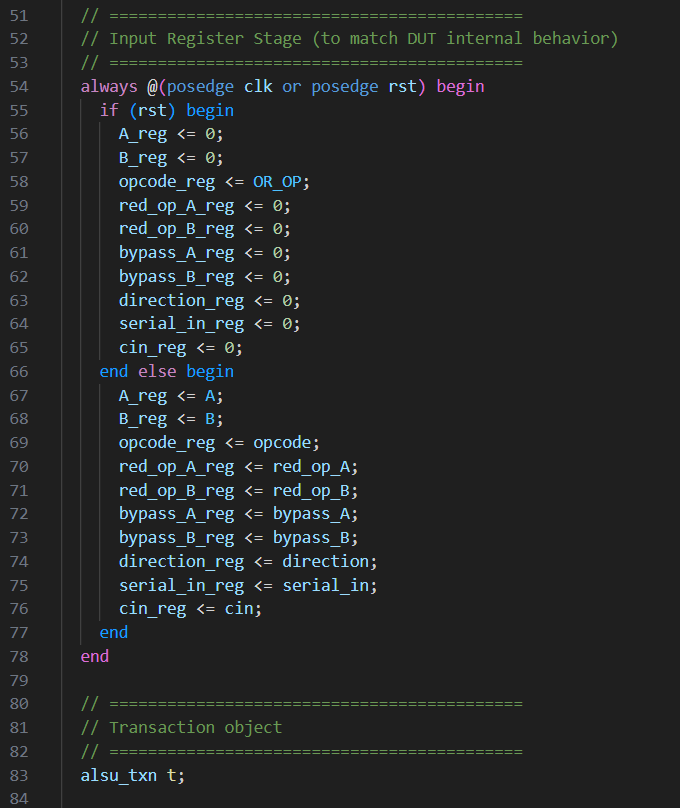 51 // ===========================================
52 // Input Register Stage (to match DUT internal behavior)
53 // ===========================================
54 always @(posedge clk or posedge rst) begin
55 if (rst) begin
56 A_reg <= 0;
57 B_reg <= 0;
58 opcode_reg <= OR_OP;
59 red_op_A_reg <= 0;
60 red_op_B_reg <= 0;
61 bypass_A_reg <= 0;
62 bypass_B_reg <= 0;
63 direction_reg <= 0;
64 serial_in_reg <= 0;
65 cin_reg <= 0;
66 end else begin
67 A_reg <= A;
68 B_reg <= B;
69 opcode_reg <= opcode;
70 red_op_A_reg <= red_op_A;
71 red_op_B_reg <= red_op_B;
72 bypass_A_reg <= bypass_A;
73 bypass_B_reg <= bypass_B;
74 direction_reg <= direction;
75 serial_in_reg <= serial_in;
76 cin_reg <= cin;
77 end
78 end
79
80 // ===========================================
81 // Transaction object
82 // ===========================================
83 alsu_txn t;
84